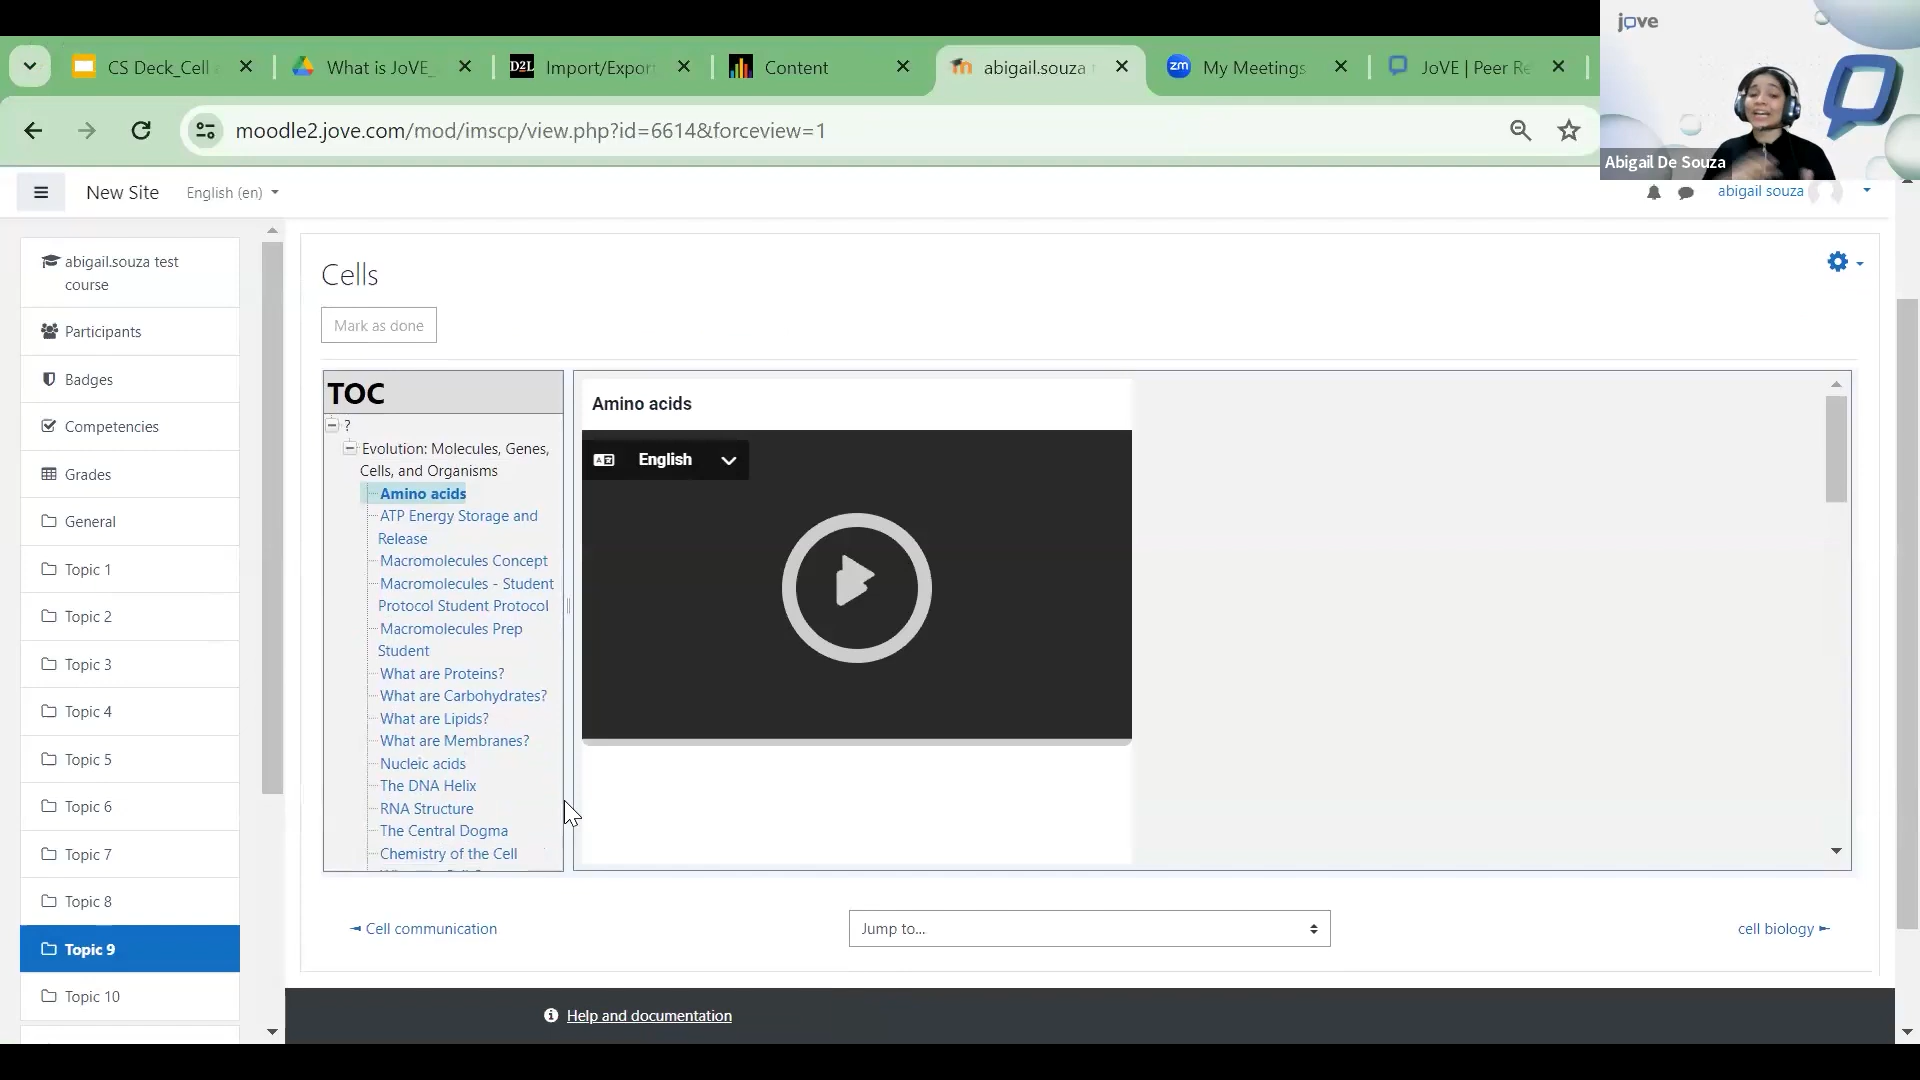 CS Deck_Cell
What is JoVE_
D2L
Import/Expor
Content
abigail.souza
zm
My Meetings
JoVE | Peer Re
jove
Abigail De Souza
moodle2.jove.com/mod/imscp/view.php?id=6614&forceview=1
New Site
English (en)
abigail souza
abigail.souza test
course
Participants
Badges
Competencies
Grades
General
Topic 1
Topic 2
Topic 3
Topic 4
Topic 5
Topic 6
Topic 7
Topic 8
Topic 9
Topic 10
Cells
Mark as done
TOC
?
Evolution: Molecules, Genes,
Cells, and Organisms
Amino acids
ATP Energy Storage and
Release
Macromolecules Concept
Macromolecules - Student
Protocol Student Protocol
Macromolecules Prep
Student
What are Proteins?
What are Carbohydrates?
What are Lipids?
What are Membranes?
Nucleic acids
The DNA Helix
RNA Structure
The Central Dogma
Chemistry of the Cell
Amino acids
English
◄ Cell communication
Jump to...
cell biology ►
Help and documentation